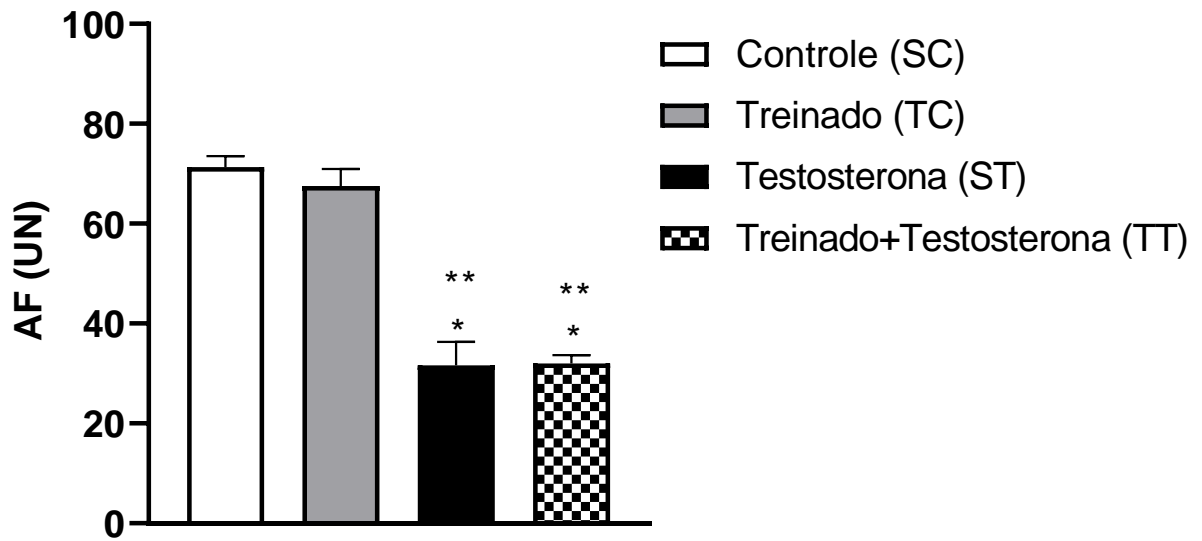 AF (UN)
100
80
60
40
20
0
**
*
**
*
Controle (SC)
Treinado (TC)
Testosterona (ST)
Treinado+Testosterona (TT)